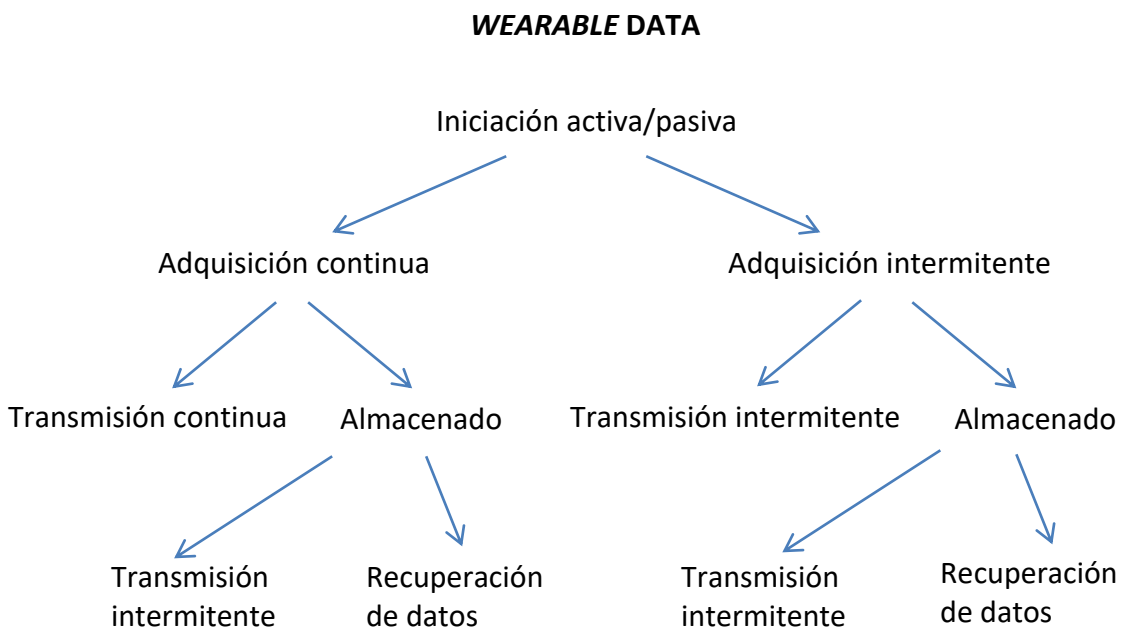 WEARABLE DATA
Iniciación activa/pasiva
Adquisición continua
Adquisición intermitente
Transmisión continua
Almacenado
Transmisión intermitente
Almacenado
Transmisión
intermitente
Recuperación
de datos
Transmisión
intermitente
Recuperación
de datos